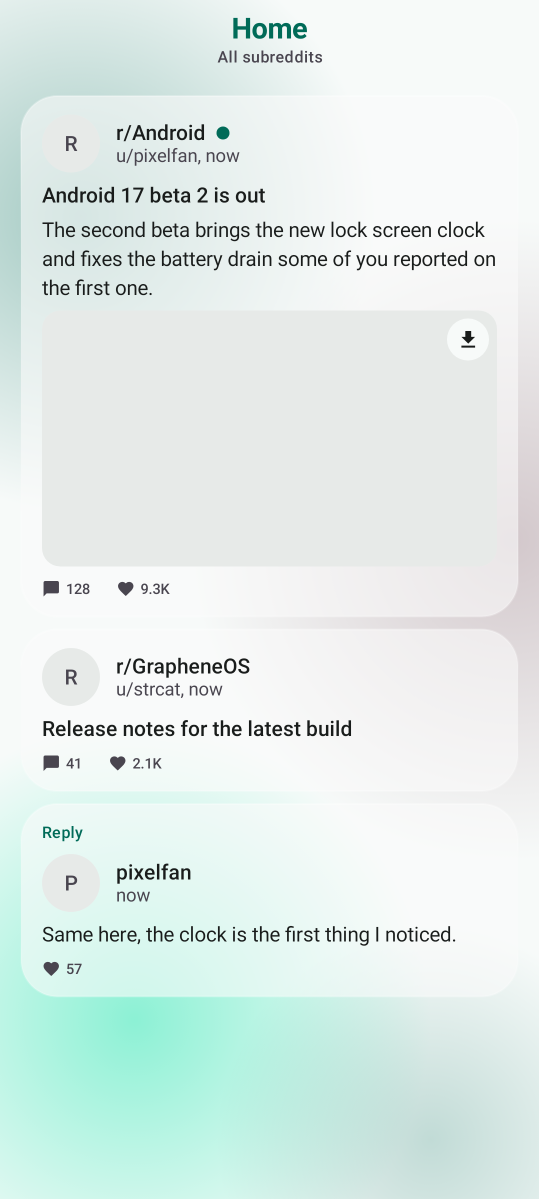 Home
All subreddits
R
r/Android
u/pixelfan, now
Android 17 beta 2 is out
The second beta brings the new lock screen clock
and fixes the battery drain some of you reported on
the first one.
128 9.3K
R
r/GrapheneOS
u/strcat, now
Release notes for the latest build
41 2.1K
Reply
P
pixelfan
now
Same here, the clock is the first thing I noticed.
57